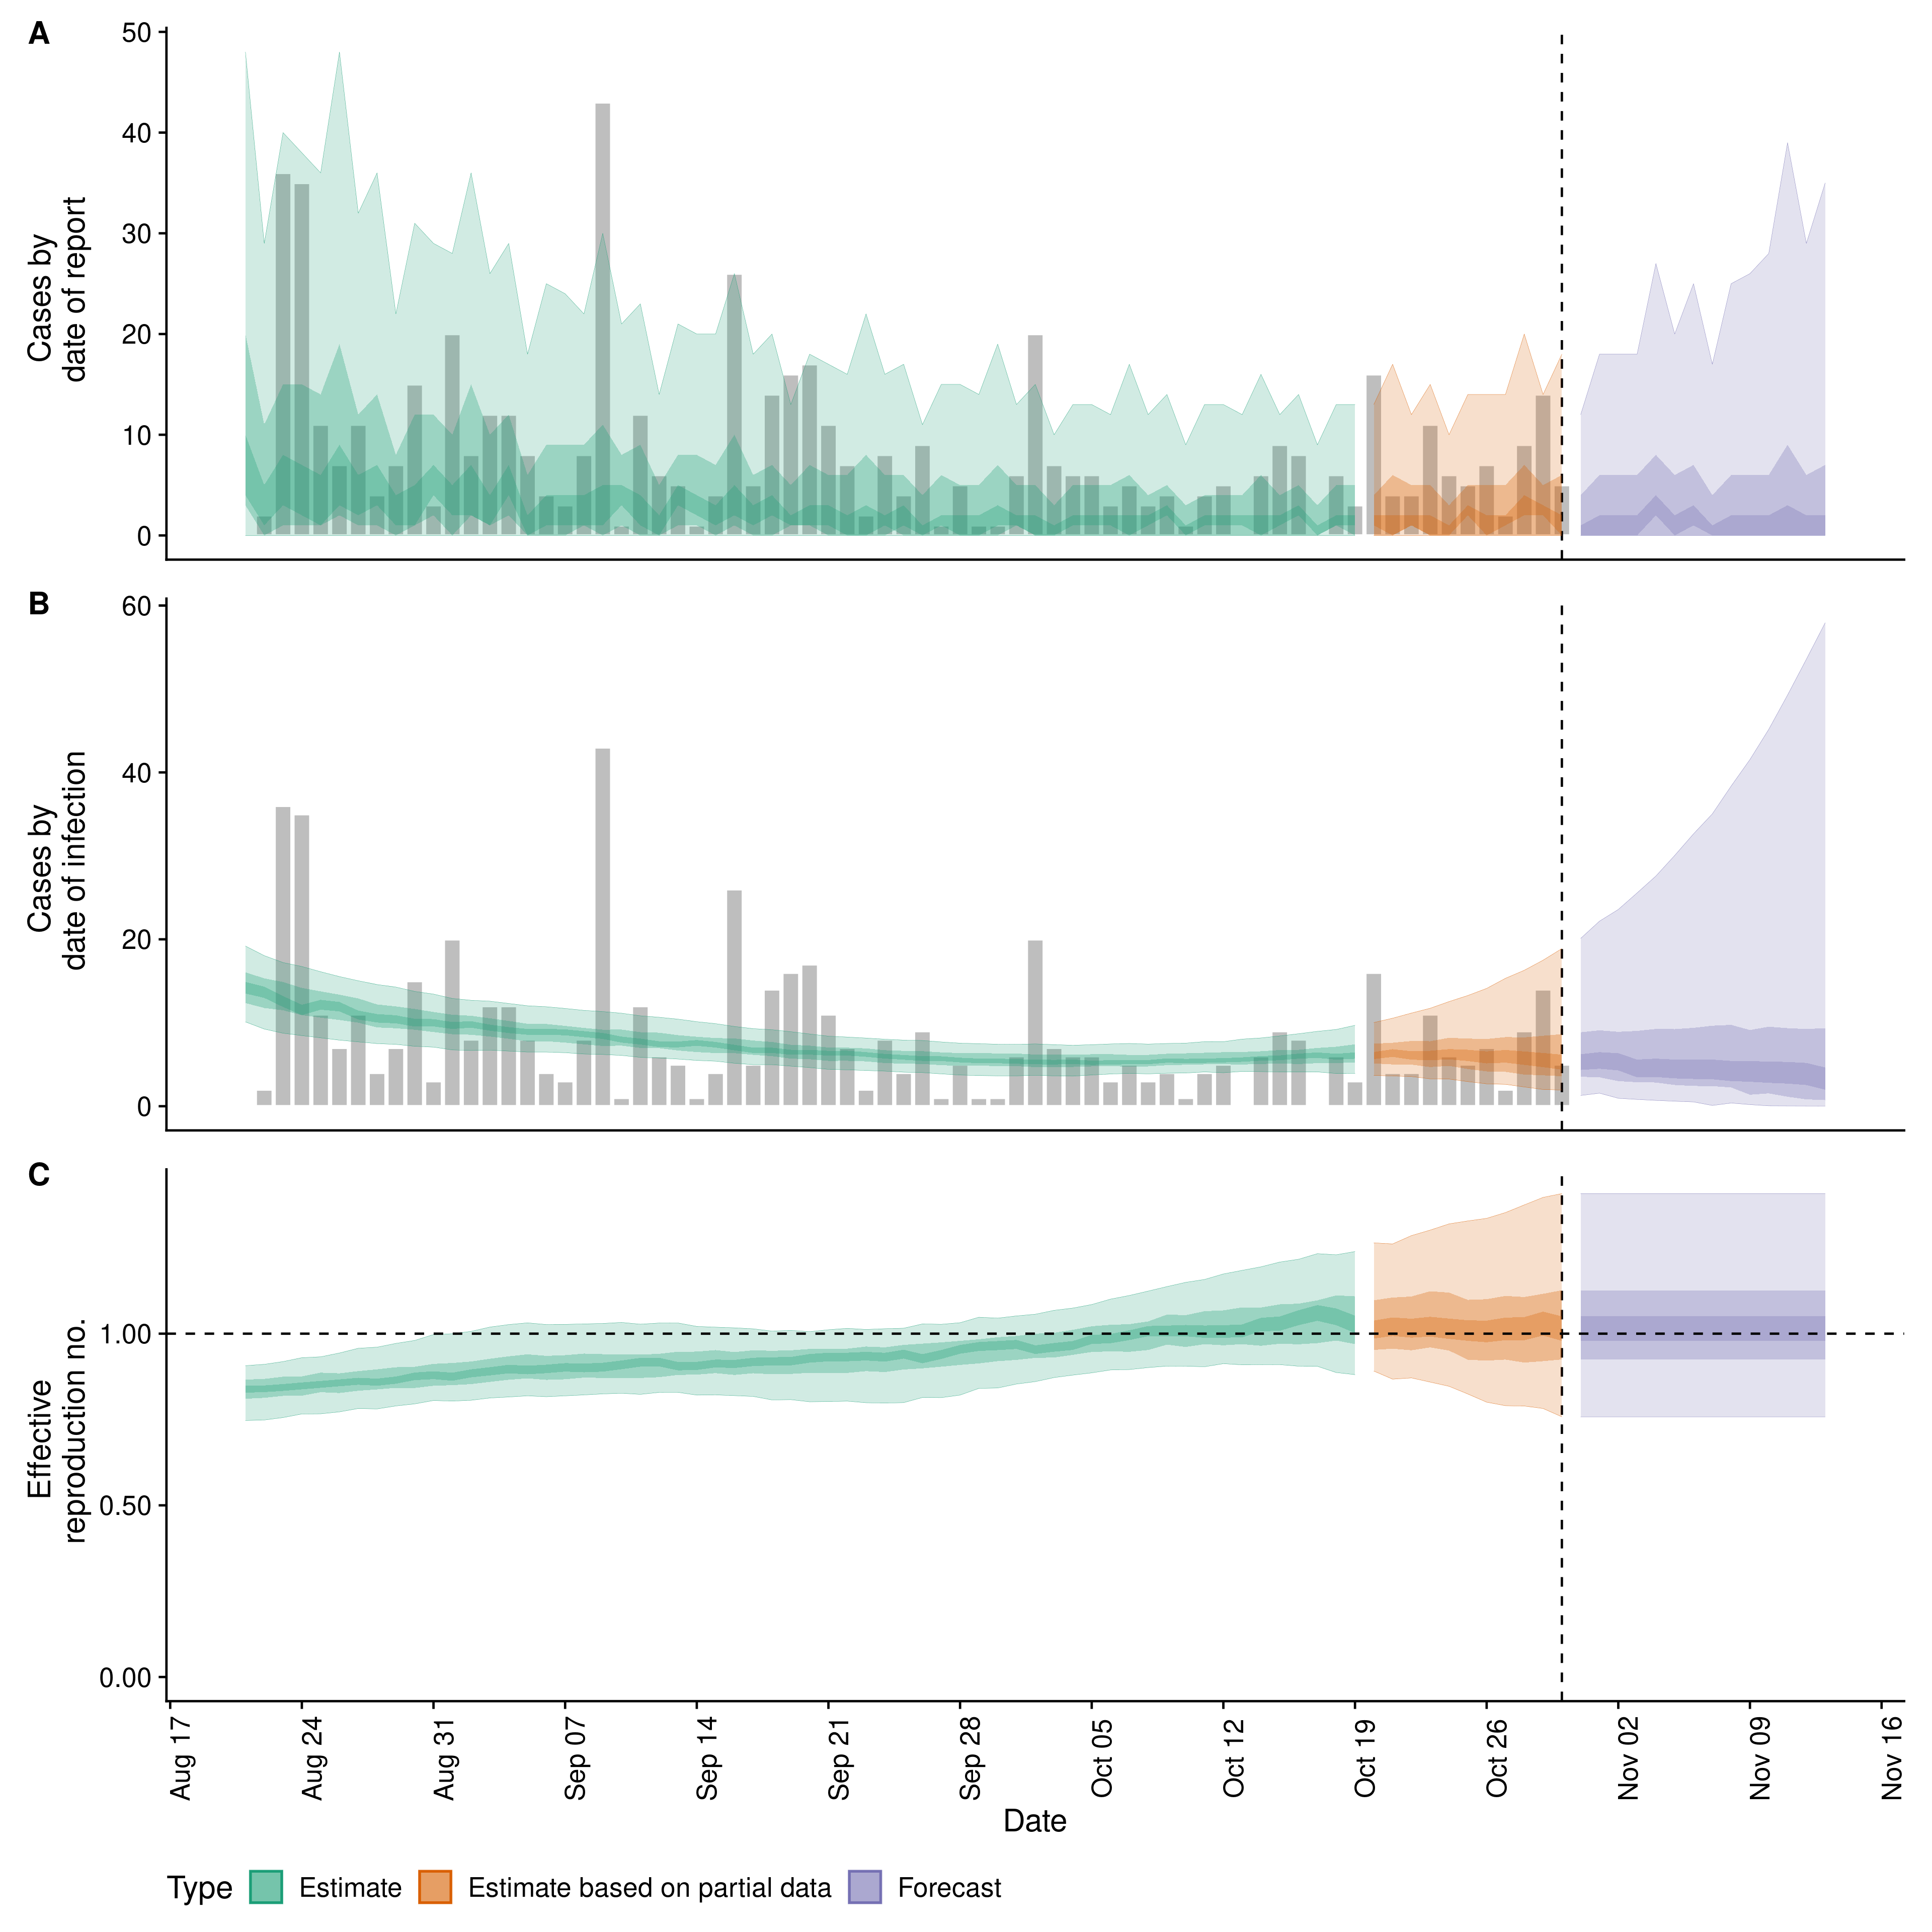 A
Cases by
date of report
50
40
30
20
10
0
B
Cases by
date of infection
60
40
20
0
C
Effective
reproduction no.
1.00
0.50
0.00
Aug 17
Aug 24
Aug 31
Sep 07
Sep 14
Sep 21
Sep 28
Oct 05
Oct 12
Oct 19
Oct 26
Nov 02
Nov 09
Nov 16
Date
Type Estimate Estimate based on partial data Forecast